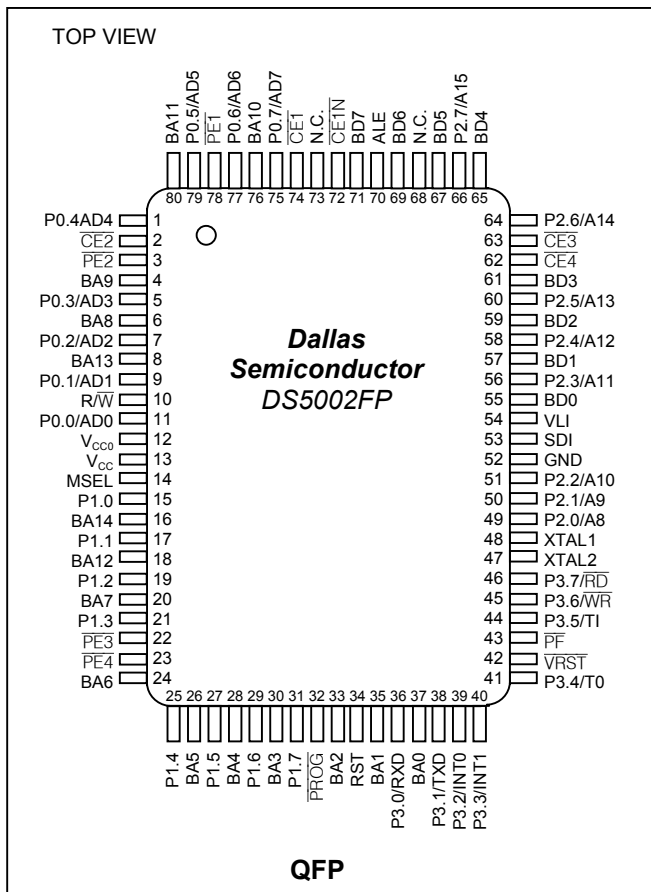 TOP VIEW
BA11
P0.5/AD5
PE1
P0.6/AD6
BA10
P0.7/AD7
CE1
N.C.
CE1N
BD7
ALE
BD6
N.C.
BD5
P2.7/A15
BD4
80 79 78 77 76 75 74 73 72 71 70 69 68 67 66 65
P0.4AD4 1
CE2 2
PE2 3
BA9 4
P0.3/AD3 5
BA8 6
P0.2/AD2 7
BA13 8
P0.1/AD1 9
R/W 10
P0.0/AD0 11
VCC0 12
VCC 13
MSEL 14
P1.0 15
BA14 16
P1.1 17
BA12 18
P1.2 19
BA7 20
P1.3 21
PE3 22
PE4 23
BA6 24
Dallas
Semiconductor
DS5002FP
64 P2.6/A14
63 CE3
62 CE4
61 BD3
60 P2.5/A13
59 BD2
58 P2.4/A12
57 BD1
56 P2.3/A11
55 BD0
54 VLI
53 SDI
52 GND
51 P2.2/A10
50 P2.1/A9
49 P2.0/A8
48 XTAL1
47 XTAL2
46 P3.7/RD
45 P3.6/WR
44 P3.5/TI
43 PF
42 VRST
41 P3.4/T0
25 26 27 28 29 30 31 32 33 34 35 36 37 38 39 40
P1.4
BA5
P1.5
BA4
P1.6
BA3
P1.7
PROG
BA2
RST
BA1
P3.0/RXD
BA0
P3.1/TXD
P3.2/INT0
P3.3/INT1
QFP